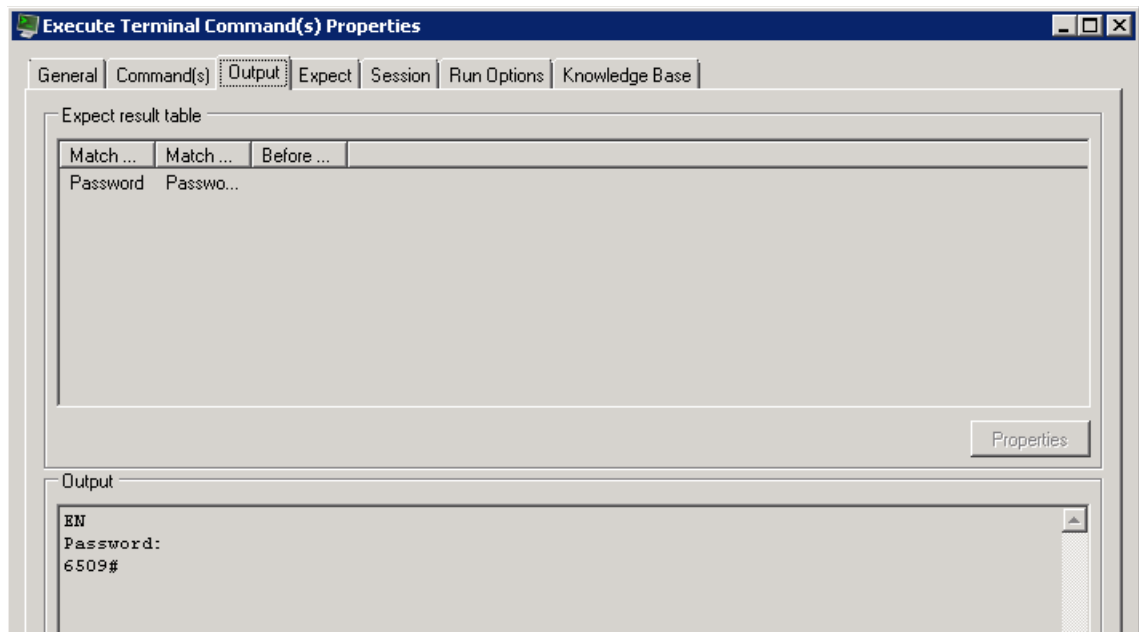 Execute Terminal Command(s) Properties
General Command(s) Output Expect Session Run Options Knowledge Base
Expect result table
Match ... Match ... Before ...
Password Passwo...
Properties
Output
EN
Password:
6509#